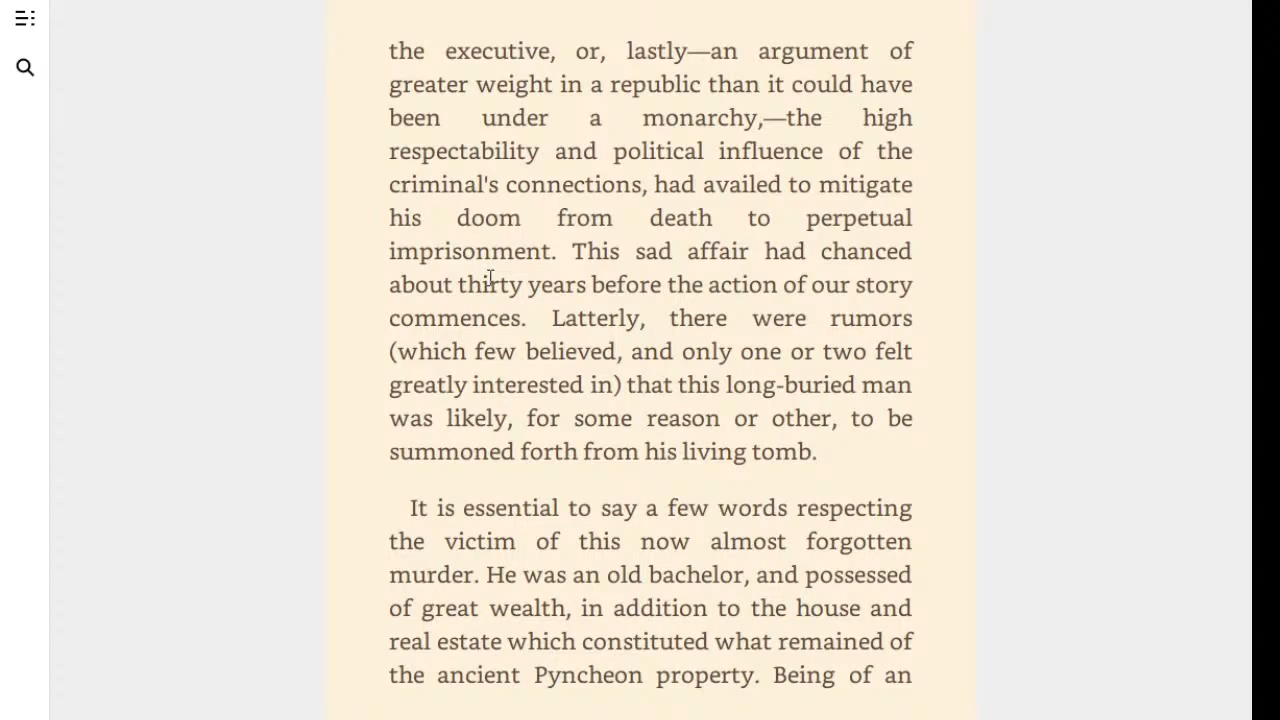 the executive, or, lastly—an argument of
greater weight in a republic than it could have
been under a monarchy,—the high
respectability and political influence of the
criminal's connections, had availed to mitigate
his doom from death to perpetual
imprisonment. This sad affair had chanced
about thirty years before the action of our story
commences. Latterly, there were rumors
(which few believed, and only one or two felt
greatly interested in) that this long-buried man
was likely, for some reason or other, to be
summoned forth from his living tomb.
It is essential to say a few words respecting
the victim of this now almost forgotten
murder. He was an old bachelor, and possessed
of great wealth, in addition to the house and
real estate which constituted what remained of
the ancient Pyncheon property. Being of an